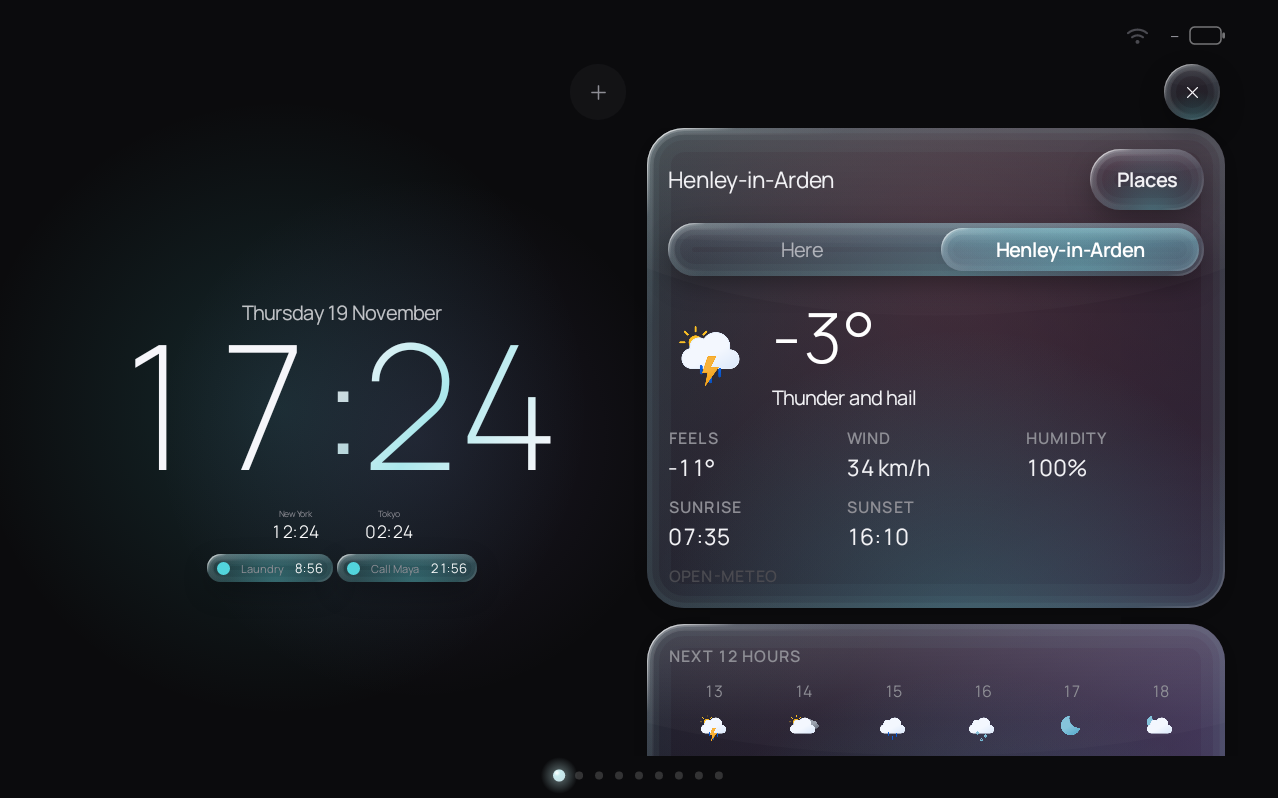 Thursday 19 November
17:24
New York
12:24
Tokyo
02:24
Laundry 8:56
Call Maya 21:56
Henley-in-Arden
Places
Here
Henley-in-Arden
-3°
Thunder and hail
FEELS
-11°
WIND
34 km/h
HUMIDITY
100%
SUNRISE
07:35
SUNSET
16:10
OPEN-METEO
NEXT 12 HOURS
13 14 15 16 17 18